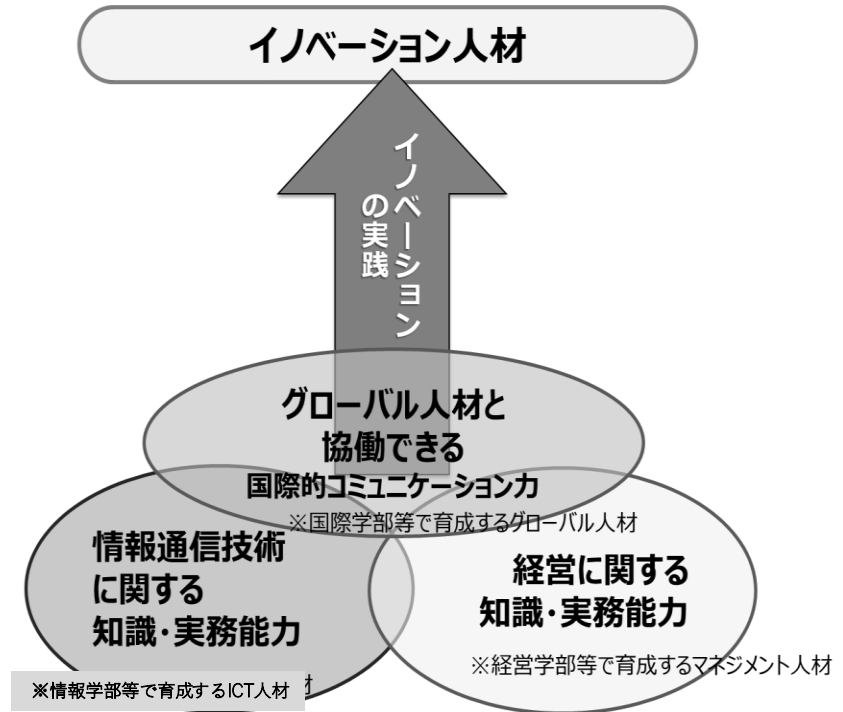 イノベーション人材
イノベーション
の実践
グローバル人材と
協働できる
国際的コミュニケーション力
※国際学部等で育成するグローバル人材
情報通信技術
に関する
知識・実務能力
※情報学部等で育成するICT人材
経営に関する
知識・実務能力
※経営学部等で育成するマネジメント人材